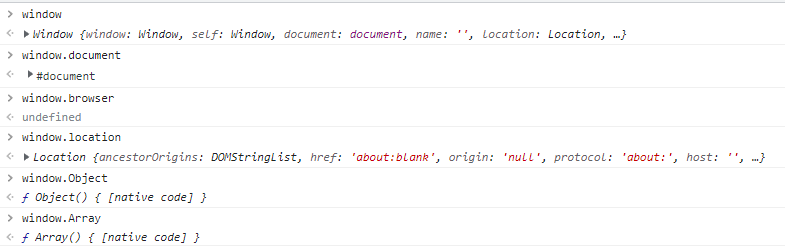 window
Window {window: Window, self: Window, document: document, name: '', location: Location, …}
window.document
#document
window.browser
undefined
window.location
Location {ancestorOrigins: DOMStringList, href: 'about:blank', origin: 'null', protocol: 'about:', host: '', …}
window.Object
ƒ Object() { [native code] }
window.Array
ƒ Array() { [native code] }